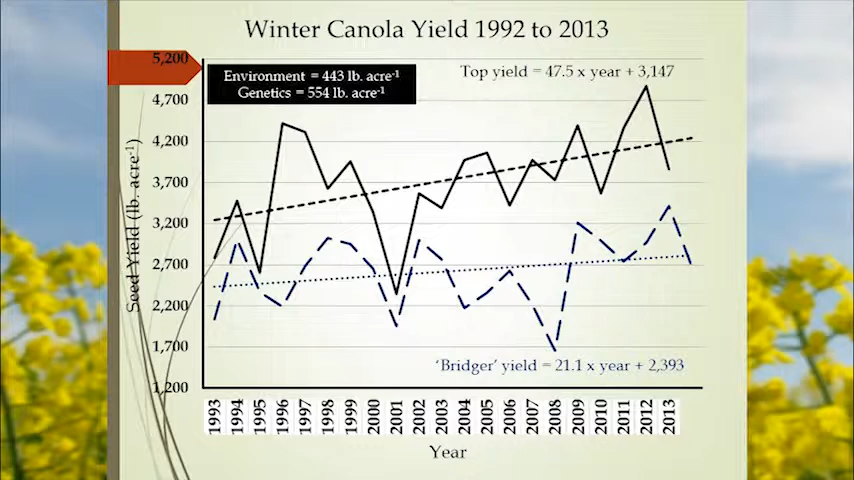 Winter Canola Yield 1992 to 2013
5,200
Environment = 443 lb. acre⁻¹
Genetics = 554 lb. acre⁻¹
Top yield = 47.5 x year + 3,147
4,700
4,200
3,700
3,200
2,700
2,200
1,700
1,200
Seed Yield (lb. acre⁻¹)
'Bridger' yield = 21.1 x year + 2,393
1993 1994 1995 1996 1997 1998 1999 2000 2001 2002 2003 2004 2005 2006 2007 2008 2009 2010 2011 2012 2013
Year